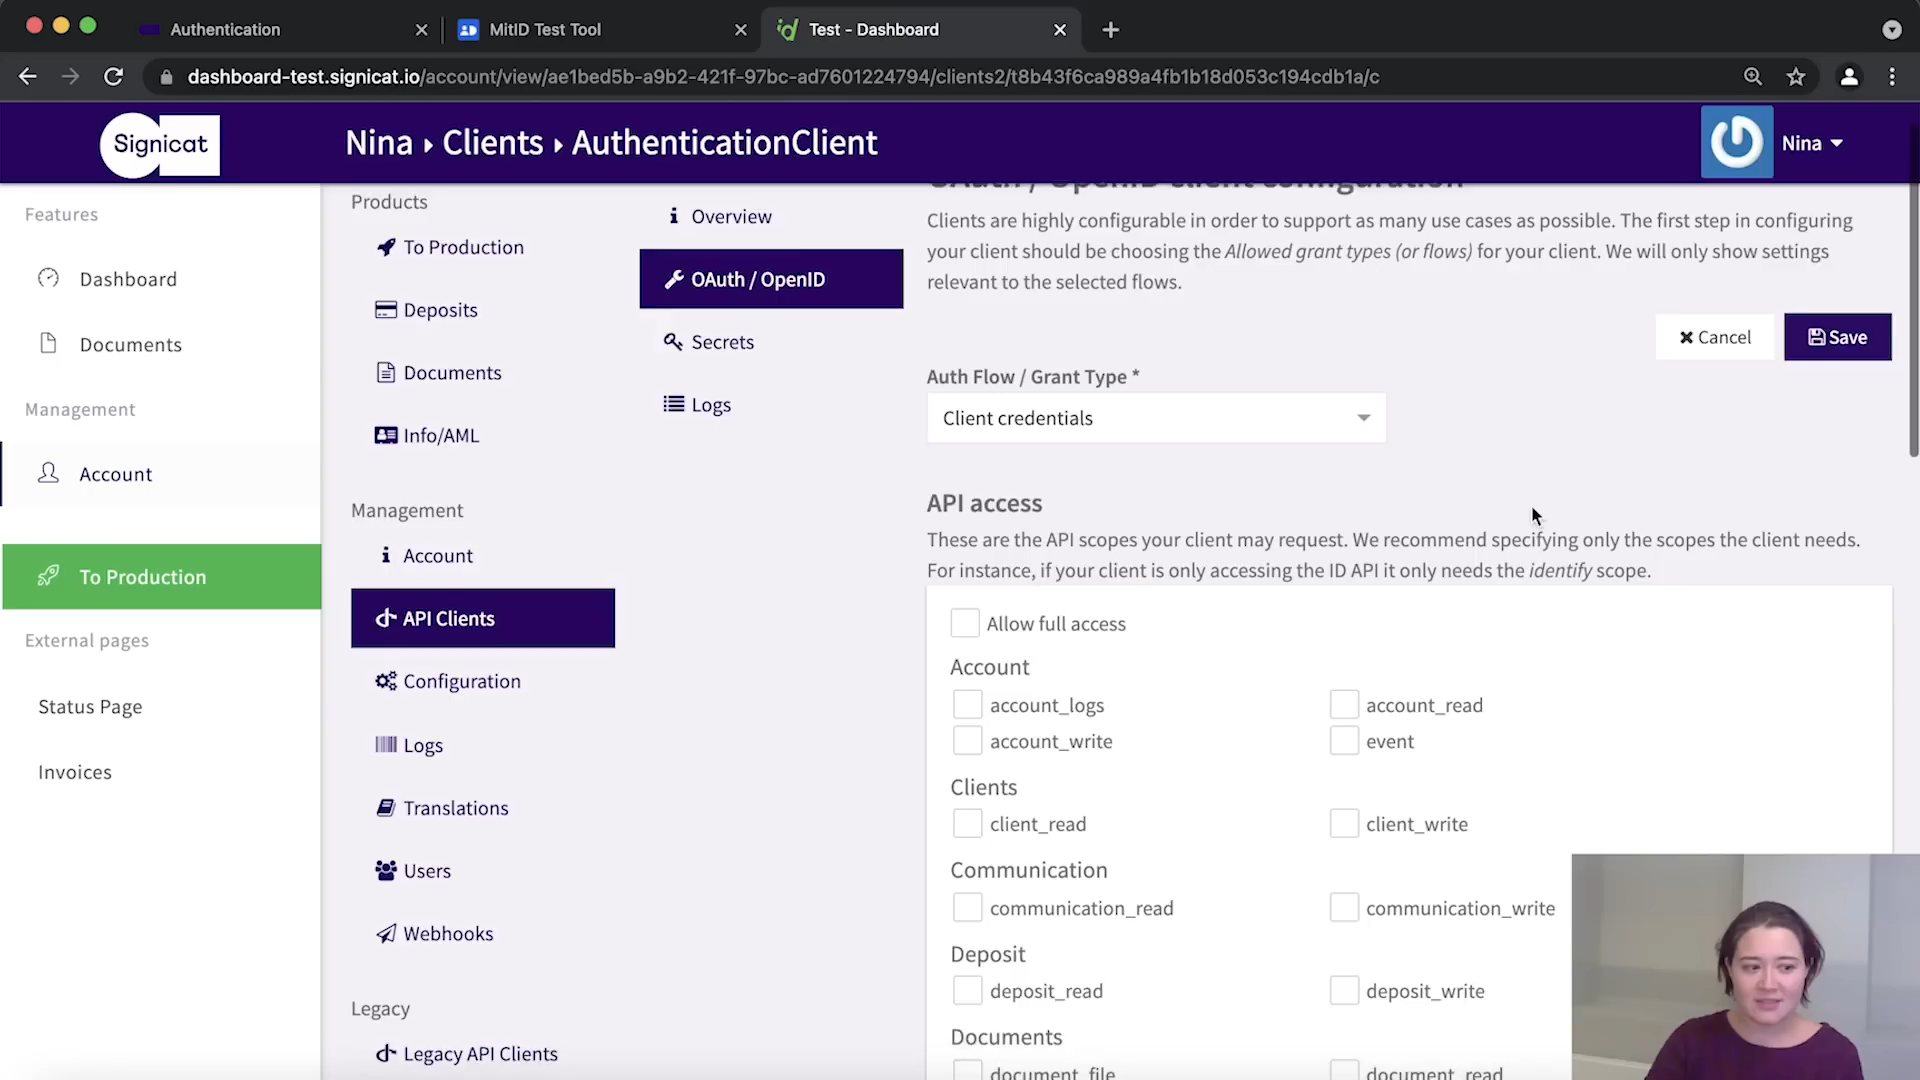 Authentication
MitID Test Tool
Test - Dashboard
dashboard-test.signicat.io/account/view/ae1bed5b-a9b2-421f-97bc-ad7601224794/clients2/t8b43f6ca989a4fb1b18d053c194cdb1a/c
Signicat
Nina ▸ Clients ▸ AuthenticationClient
Nina
Features
Dashboard
Documents
Management
Account
To Production
External pages
Status Page
Invoices
Products
To Production
Deposits
Documents
Info/AML
Management
Account
API Clients
Configuration
Logs
Translations
Users
Webhooks
Legacy
Legacy API Clients
Overview
OAuth / OpenID
Secrets
Logs
OAuth / OpenID client configuration
Clients are highly configurable in order to support as many use cases as possible. The first step in configuring
your client should be choosing the Allowed grant types (or flows) for your client. We will only show settings
relevant to the selected flows.
Cancel
Save
Auth Flow / Grant Type *
Client credentials
API access
These are the API scopes your client may request. We recommend specifying only the scopes the client needs.
For instance, if your client is only accessing the ID API it only needs the identify scope.
Allow full access
Account
account_logs
account_read
account_write
event
Clients
client_read
client_write
Communication
communication_read
communication_write
Deposit
deposit_read
deposit_write
Documents
document_file
document_read